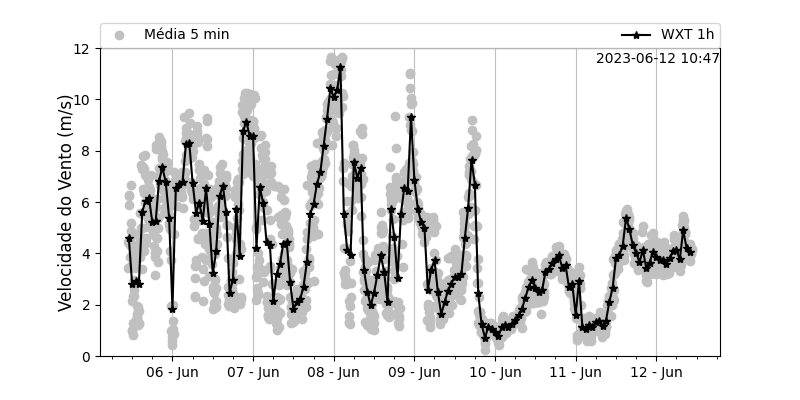 Média 5 min
WXT 1h
2023-06-12 10:47
Velocidade do Vento (m/s)
12
10
8
6
4
2
0
06 - Jun
07 - Jun
08 - Jun
09 - Jun
10 - Jun
11 - Jun
12 - Jun